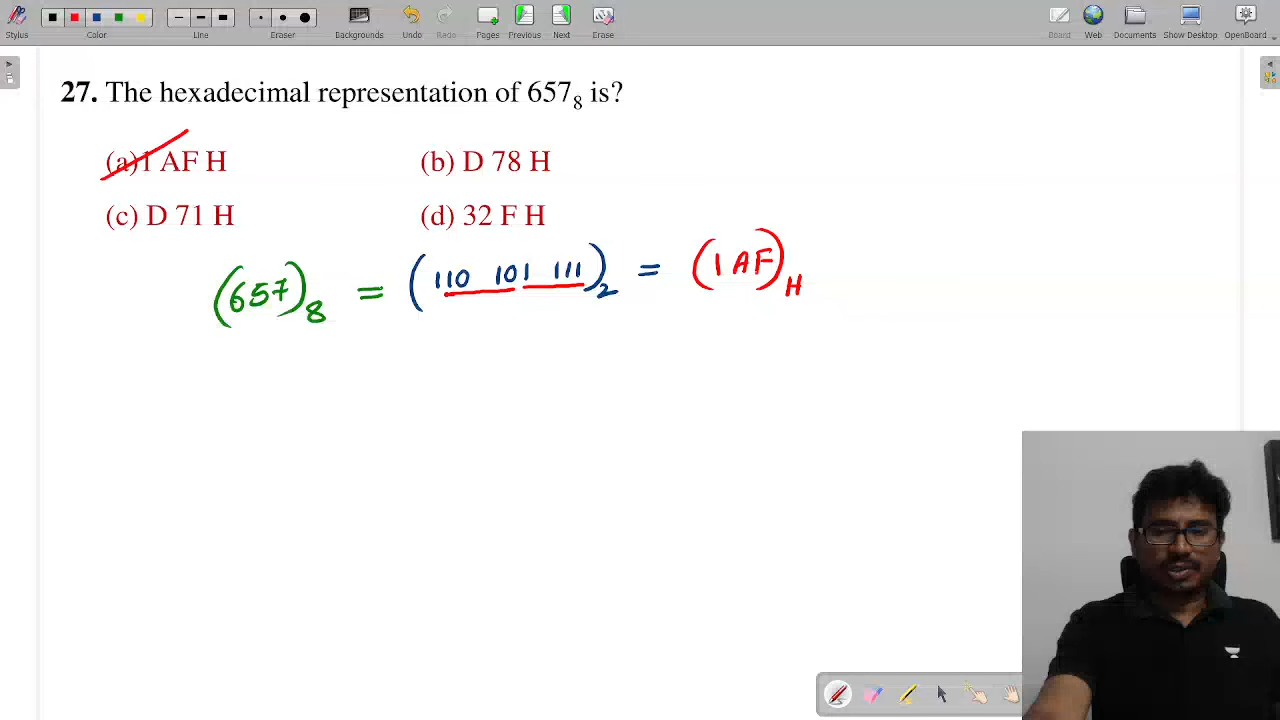 Stylus Color Line Eraser Backgrounds Undo Redo Pages Previous Next Erase Board Web Documents Show Desktop OpenBoard
27. The hexadecimal representation of 657₈ is?
(a) 1 AF H (b) D 78 H
(c) D 71 H (d) 32 F H
(657)₈ = (110 101 111)₂ = (1AF)H